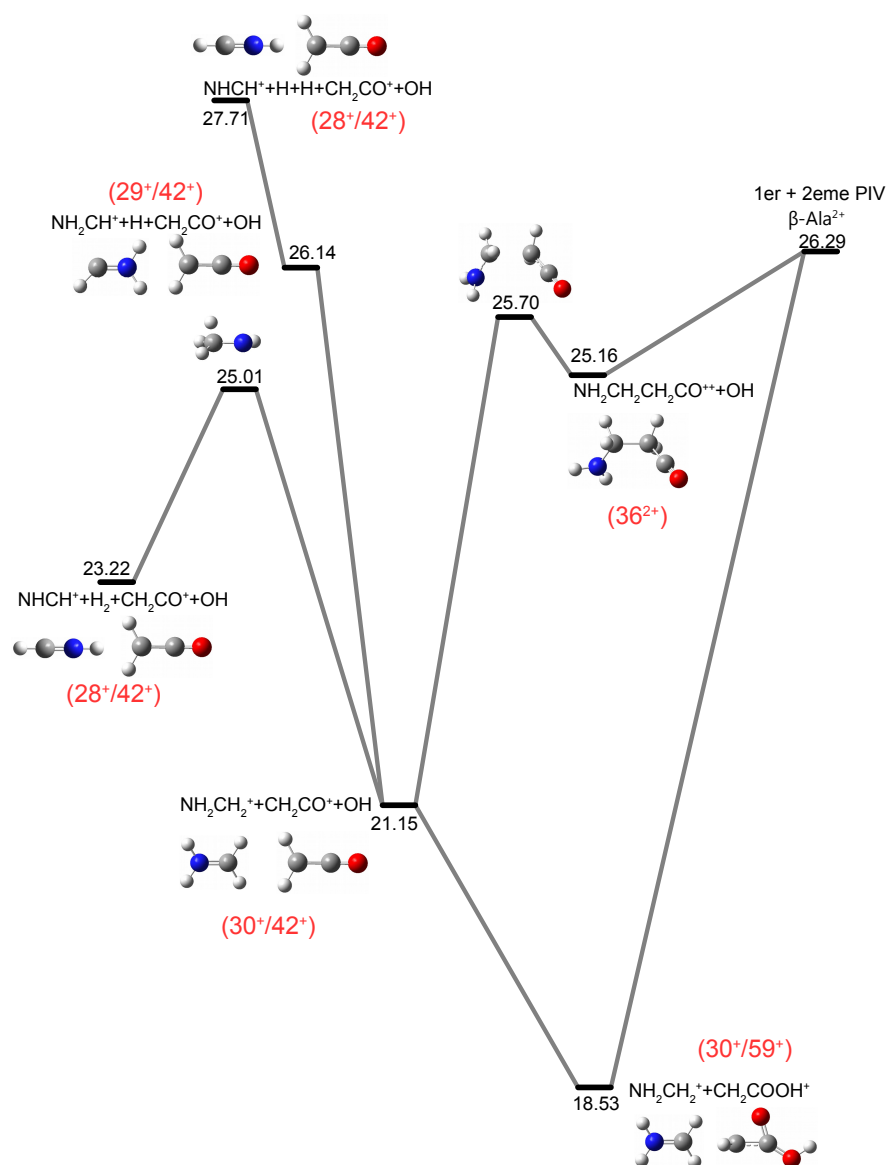 NHCH⁺+H+H+CH₂CO⁺+OH
27.71
(28⁺/42⁺)
(29⁺/42⁺)
NH₂CH⁺+H+CH₂CO⁺+OH
26.14
1er + 2eme PIV
β-Ala²⁺
26.29
25.70
25.16
NH₂CH₂CH₂CO⁺⁺+OH
(36²⁺)
25.01
23.22
NHCH⁺+H₂+CH₂CO⁺+OH
(28⁺/42⁺)
NH₂CH₂⁺+CH₂CO⁺+OH
21.15
(30⁺/42⁺)
(30⁺/59⁺)
NH₂CH₂⁺+CH₂COOH⁺
18.53